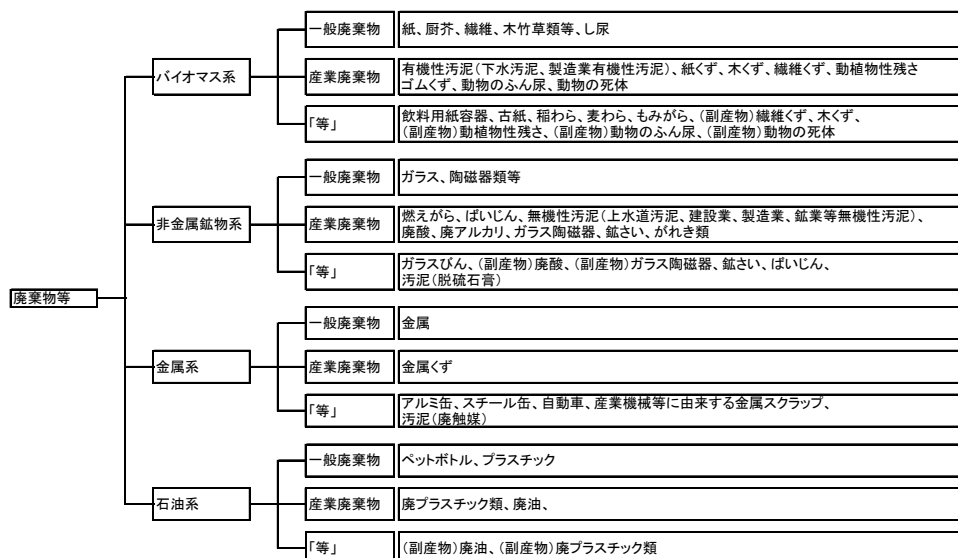 廃棄物等
バイオマス系
一般廃棄物
紙、厨芥、繊維、木竹草類等、し尿
産業廃棄物
有機性汚泥(下水汚泥、製造業有機性汚泥)、紙くず、木くず、繊維くず、動植物性残さ
ゴムくず、動物のふん尿、動物の死体
「等」
飲料用紙容器、古紙、稲わら、麦わら、もみがら、(副産物)繊維くず、木くず、
(副産物)動植物性残さ、(副産物)動物のふん尿、(副産物)動物の死体
非金属鉱物系
一般廃棄物
ガラス、陶磁器類等
産業廃棄物
燃えがら、ばいじん、無機性汚泥(上水道汚泥、建設業、製造業、鉱業等無機性汚泥)、
廃酸、廃アルカリ、ガラス陶磁器、鉱さい、がれき類
「等」
ガラスびん、(副産物)廃酸、(副産物)ガラス陶磁器、鉱さい、ばいじん、
汚泥(脱硫石膏)
金属系
一般廃棄物
金属
産業廃棄物
金属くず
「等」
アルミ缶、スチール缶、自動車、産業機械等に由来する金属スクラップ、
汚泥(廃触媒)
石油系
一般廃棄物
ペットボトル、プラスチック
産業廃棄物
廃プラスチック類、廃油、
「等」
(副産物)廃油、(副産物)廃プラスチック類